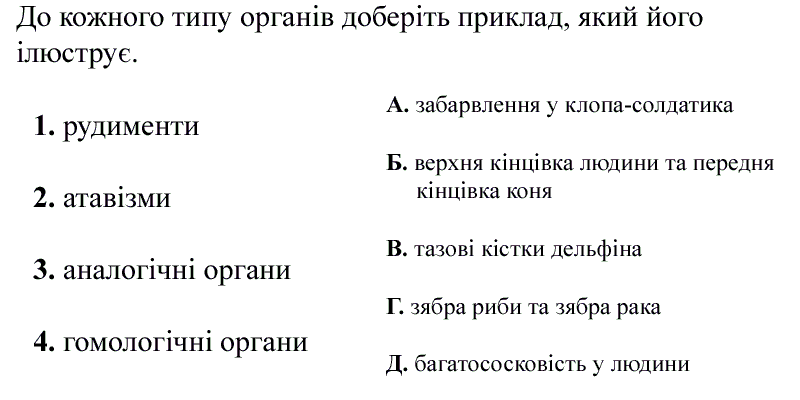 До кожного типу органів доберіть приклад, який його
ілюструє.
1. рудименти
2. атавізми
3. аналогічні органи
4. гомологічні органи
А. забарвлення у клопа-солдатика
Б. верхня кінцівка людини та передня
кінцівка коня
В. тазові кістки дельфіна
Г. зябра риби та зябра рака
Д. багатососковість у людини